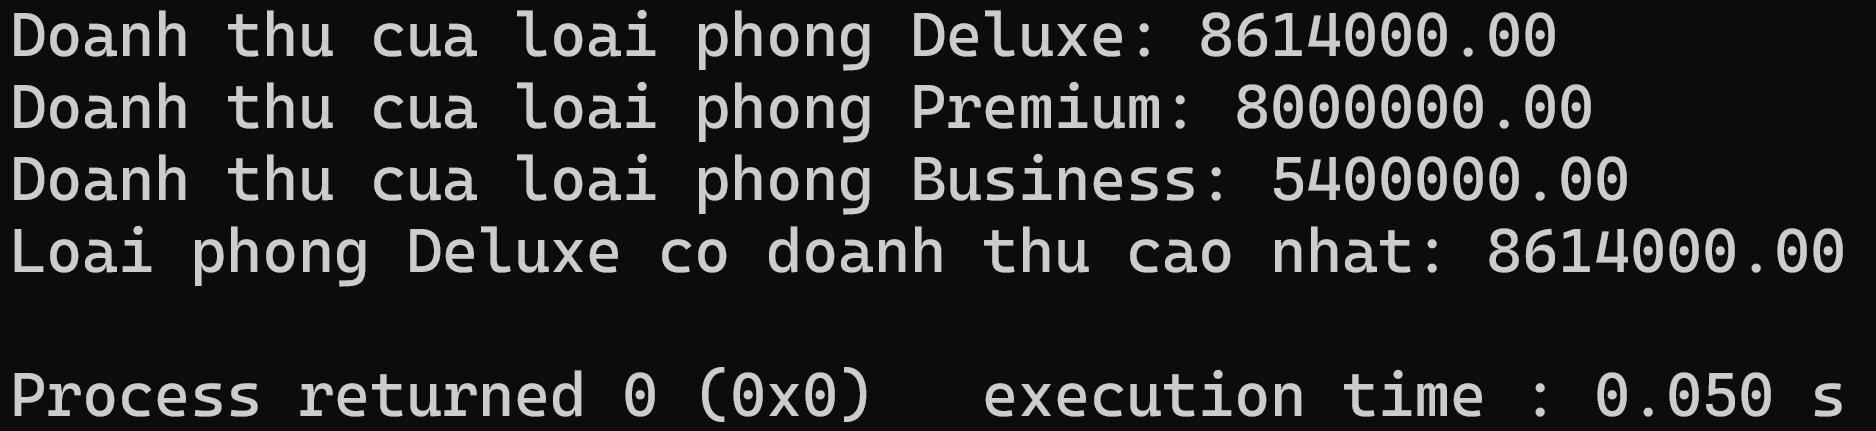 Doanh thu cua loai phong Deluxe: 8614000.00
Doanh thu cua loai phong Premium: 8000000.00
Doanh thu cua loai phong Business: 5400000.00
Loai phong Deluxe co doanh thu cao nhat: 8614000.00
Process returned 0 (0x0)   execution time : 0.050 s